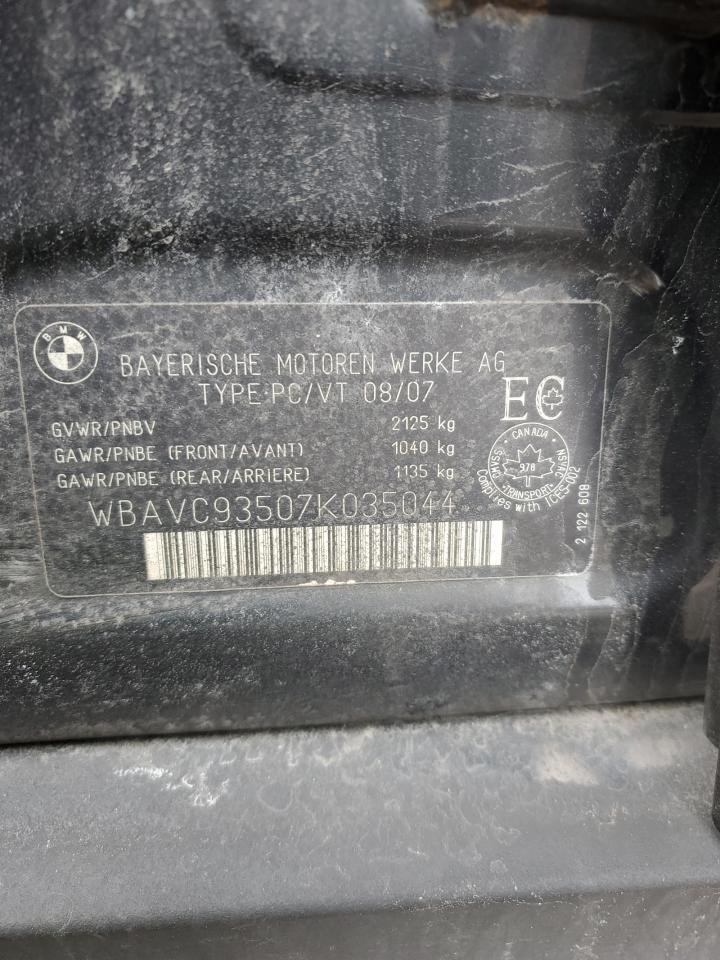 BMW
BAYERISCHE MOTOREN WERKE AG
TYPE:PC/VT 08/07
EC
GVWR/PNBV 2125 kg
GAWR/PNBE (FRONT/AVANT) 1040 kg
GAWR/PNBE (REAR/ARRIERE) 1135 kg
CANADA
978
TRANSPORT
NSVAC
CMVSS
Complies with ICES-002
2 122 608
WBAVC93507K035044